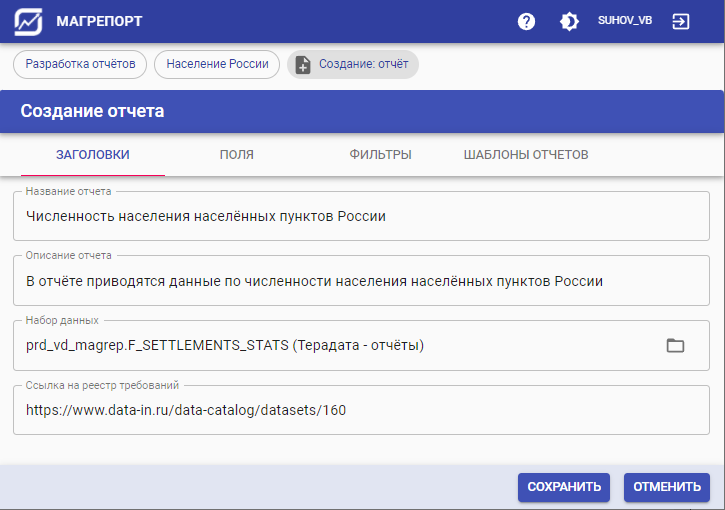 МАГРЕПОРТ
SUHOV_VB
Разработка отчётов
Население России
Создание: отчёт
Создание отчета
ЗАГОЛОВКИ ПОЛЯ ФИЛЬТРЫ ШАБЛОНЫ ОТЧЕТОВ
Название отчета
Численность населения населённых пунктов России
Описание отчета
В отчёте приводятся данные по численности населения населённых пунктов России
Набор данных
prd_vd_magrep.F_SETTLEMENTS_STATS (Терадата - отчёты)
Ссылка на реестр требований
https://www.data-in.ru/data-catalog/datasets/160
СОХРАНИТЬ ОТМЕНИТЬ